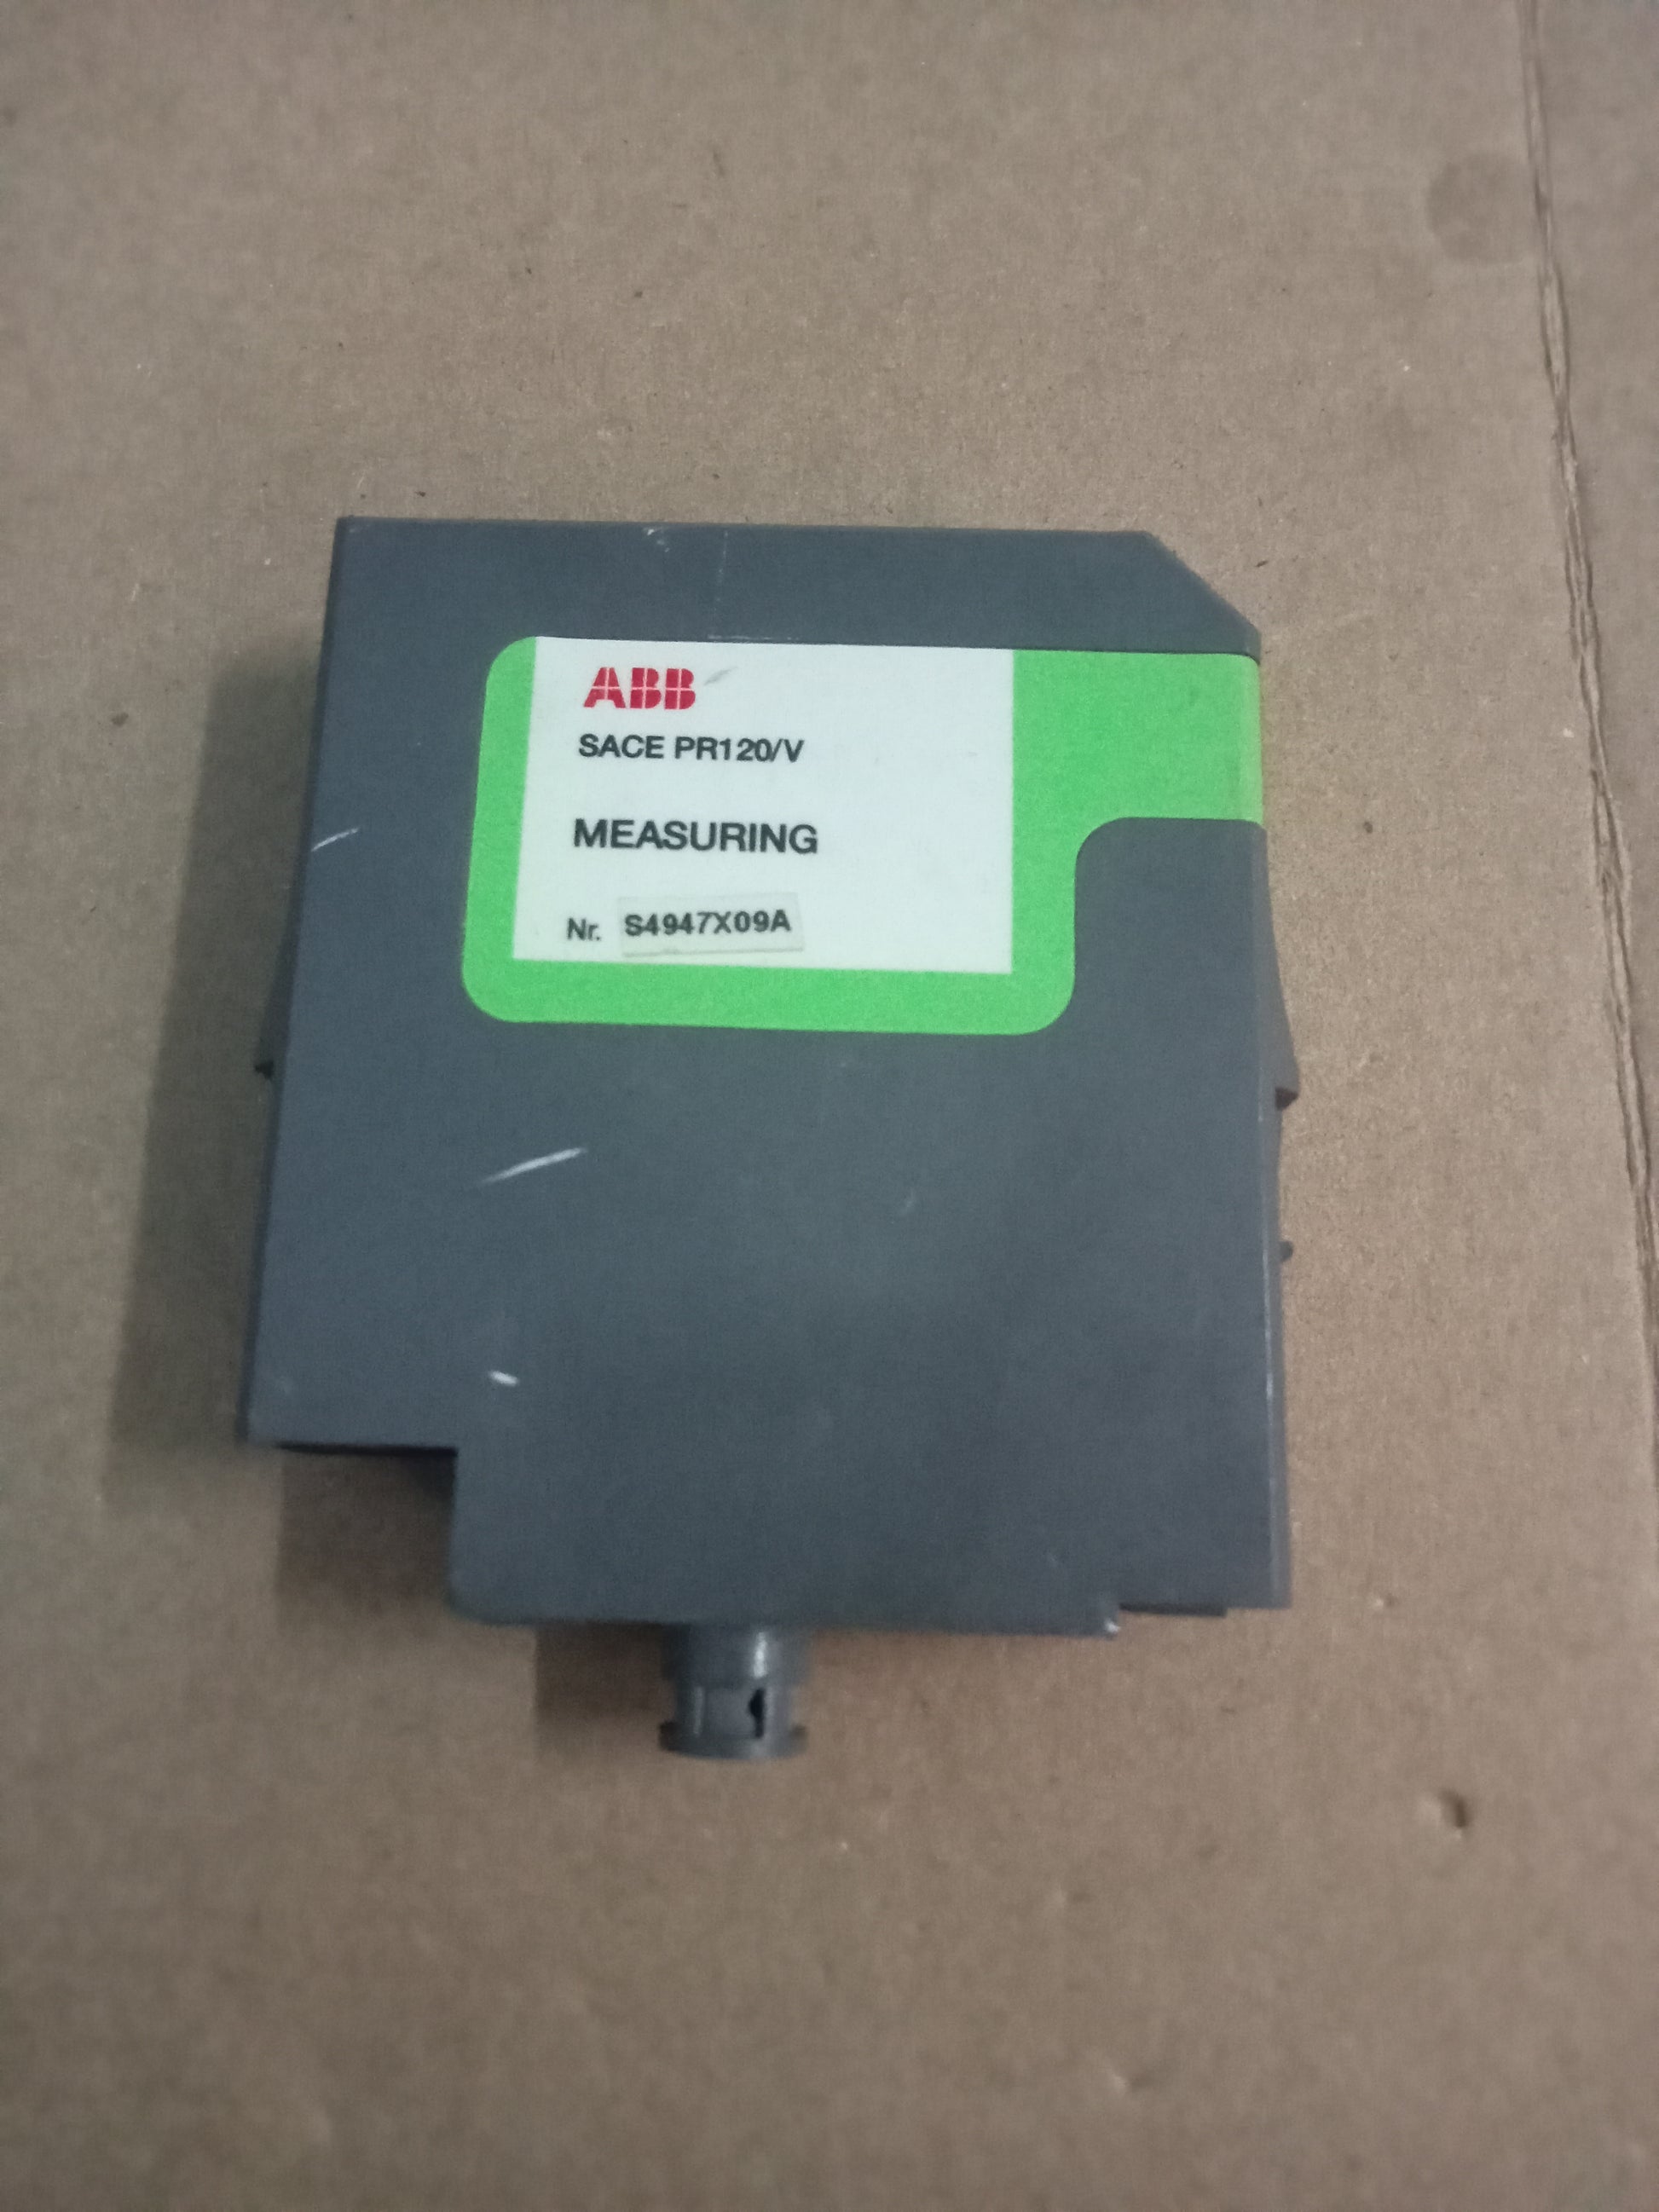 ABB
SACE PR120/V
MEASURING
Nr. S4947X09A